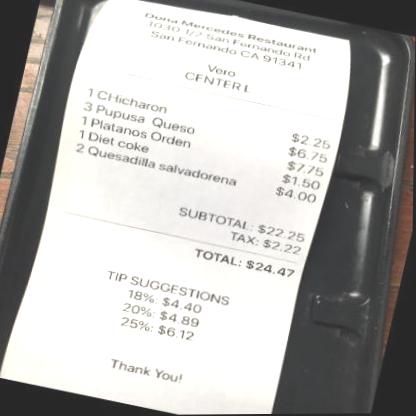 Dona Mercedes Restaurant
1030 1/2 San Fernando Rd
San Fernando CA 91341
Vero
CENTER L
1 CHicharon $2.25
3 Pupusa Queso $6.75
1 Platanos Orden $7.75
1 Diet coke $1.50
2 Quesadilla salvadorena $4.00
SUBTOTAL: $22.25
TAX: $2.22
TOTAL: $24.47
TIP SUGGESTIONS
18%: $4.40
20%: $4.89
25%: $6.12
Thank You!